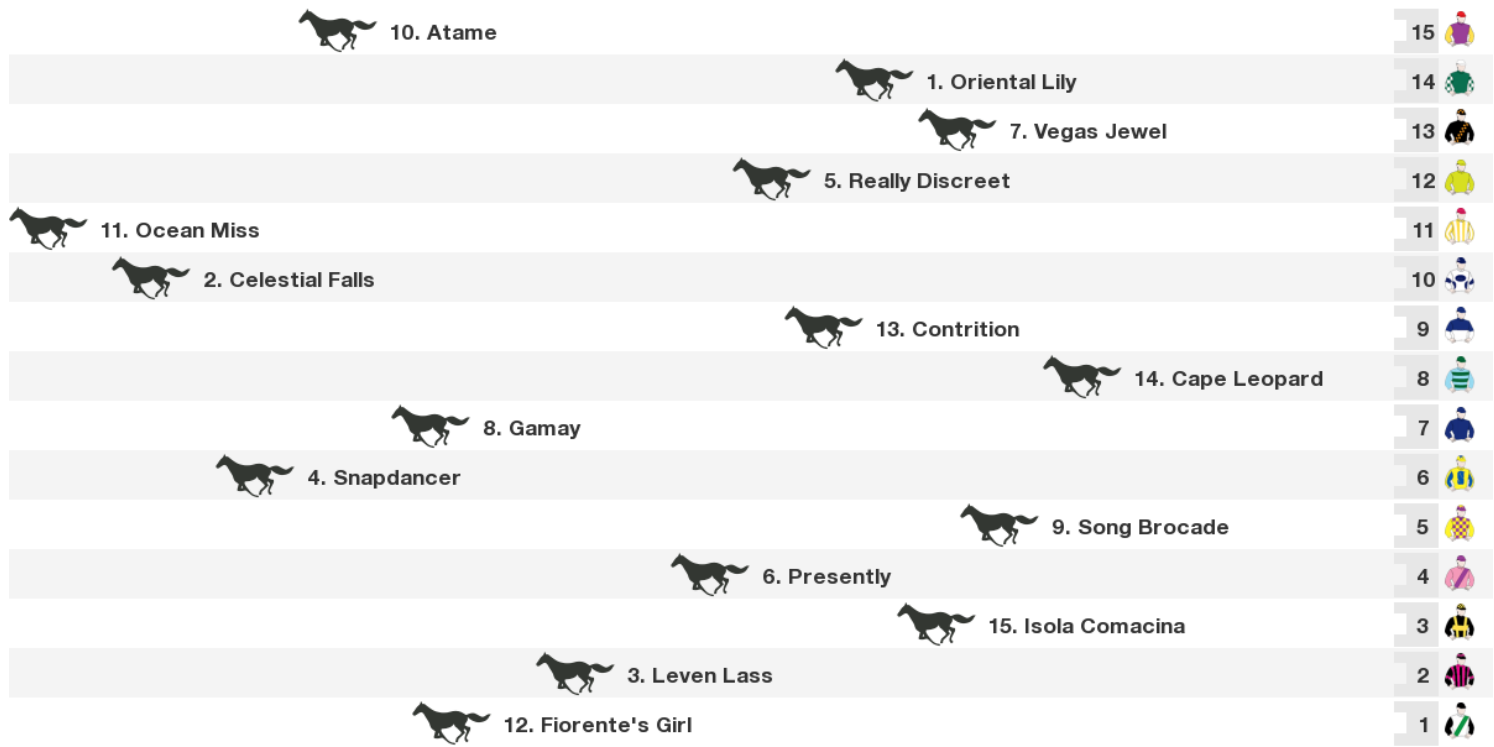 10. Atame 15
1. Oriental Lily 14
7. Vegas Jewel 13
5. Really Discreet 12
11. Ocean Miss 11
2. Celestial Falls 10
13. Contrition 9
14. Cape Leopard 8
8. Gamay 7
4. Snapdancer 6
9. Song Brocade 5
6. Presently 4
15. Isola Comacina 3
3. Leven Lass 2
12. Fiorente's Girl 1